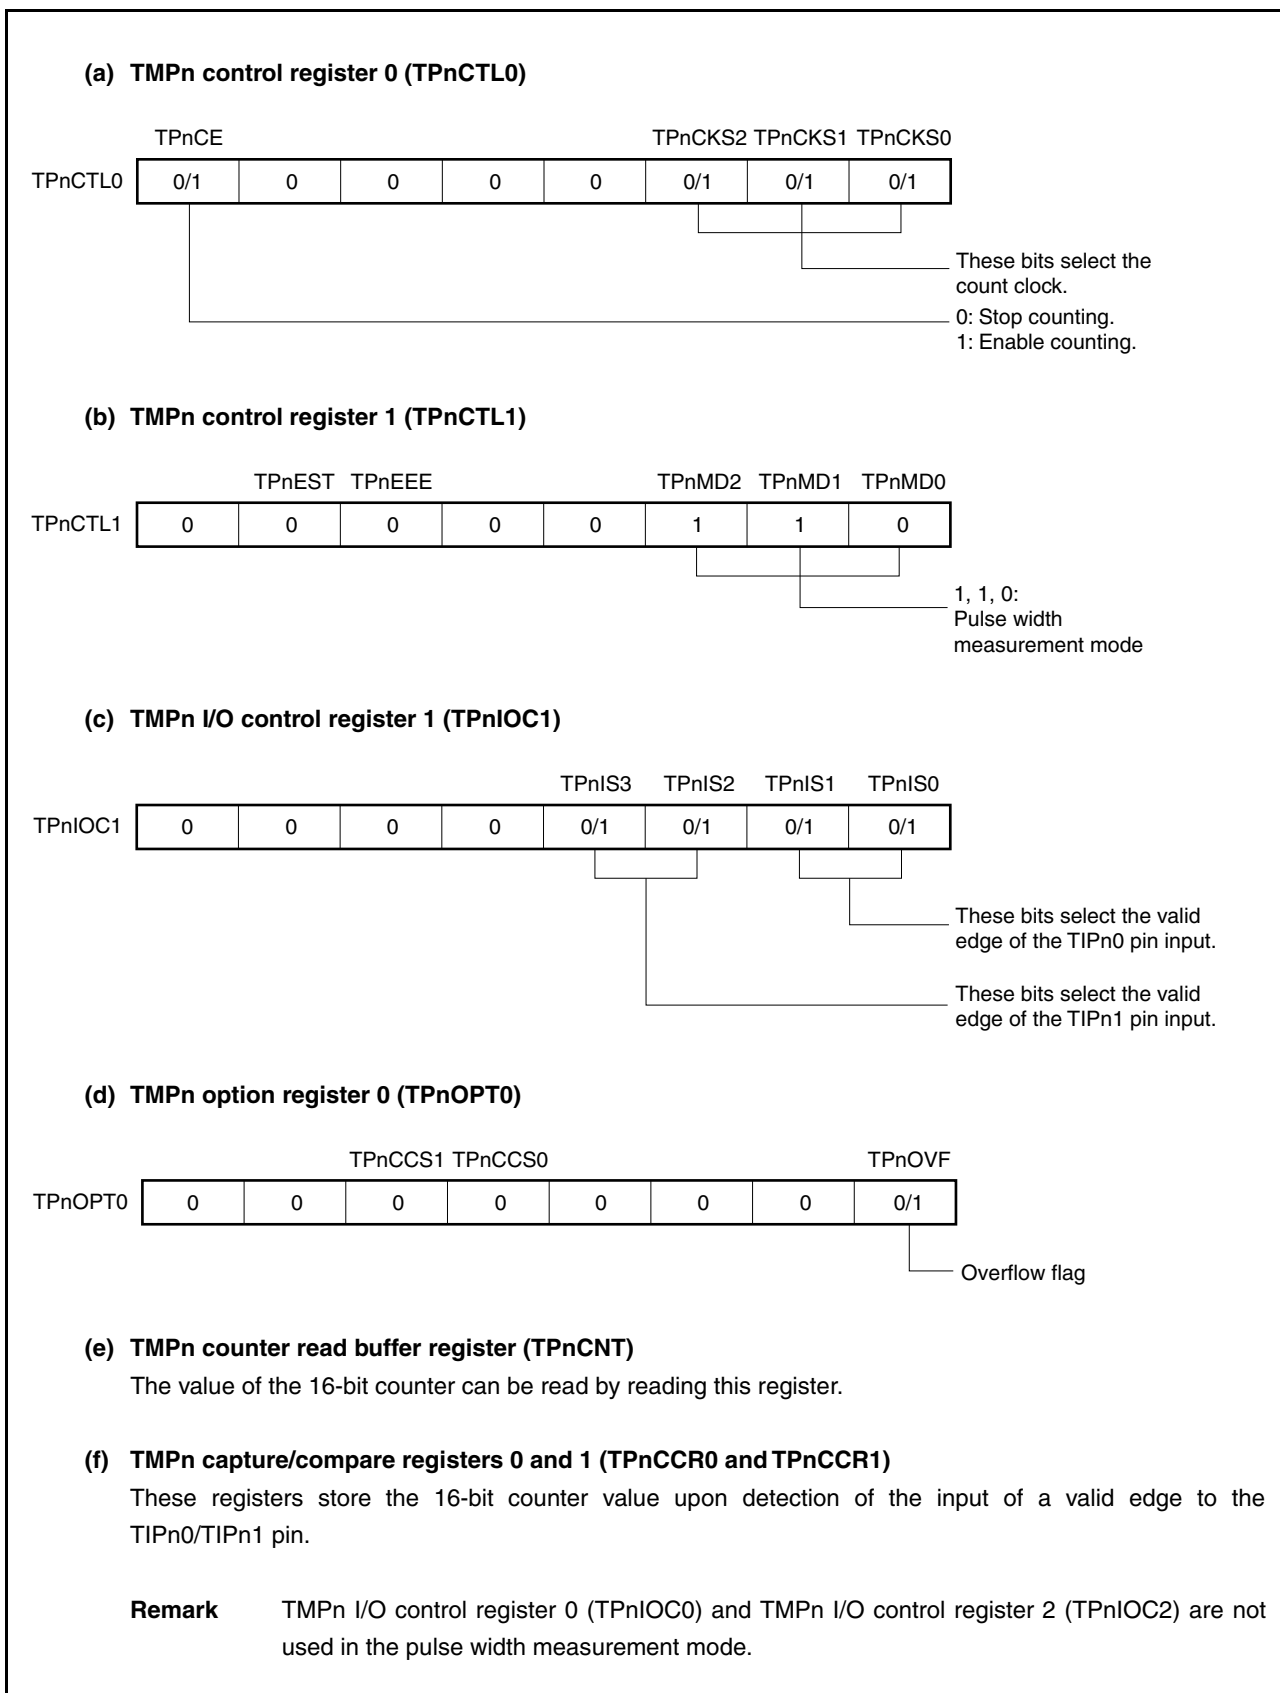 (a) TMPn control register 0 (TPnCTL0)
TPnCE TPnCKS2 TPnCKS1 TPnCKS0
TPnCTL0 0/1 0 0 0 0 0/1 0/1 0/1
These bits select the
count clock.
0: Stop counting.
1: Enable counting.
(b) TMPn control register 1 (TPnCTL1)
TPnEST TPnEEE TPnMD2 TPnMD1 TPnMD0
TPnCTL1 0 0 0 0 0 1 1 0
1, 1, 0:
Pulse width
measurement mode
(c) TMPn I/O control register 1 (TPnIOC1)
TPnIS3 TPnIS2 TPnIS1 TPnIS0
TPnIOC1 0 0 0 0 0/1 0/1 0/1 0/1
These bits select the valid
edge of the TIPn0 pin input.
These bits select the valid
edge of the TIPn1 pin input.
(d) TMPn option register 0 (TPnOPT0)
TPnCCS1 TPnCCS0 TPnOVF
TPnOPT0 0 0 0 0 0 0 0 0/1
Overflow flag
(e) TMPn counter read buffer register (TPnCNT)
The value of the 16-bit counter can be read by reading this register.
(f) TMPn capture/compare registers 0 and 1 (TPnCCR0 and TPnCCR1)
These registers store the 16-bit counter value upon detection of the input of a valid edge to the
TIPn0/TIPn1 pin.
Remark TMPn I/O control register 0 (TPnIOC0) and TMPn I/O control register 2 (TPnIOC2) are not
used in the pulse width measurement mode.